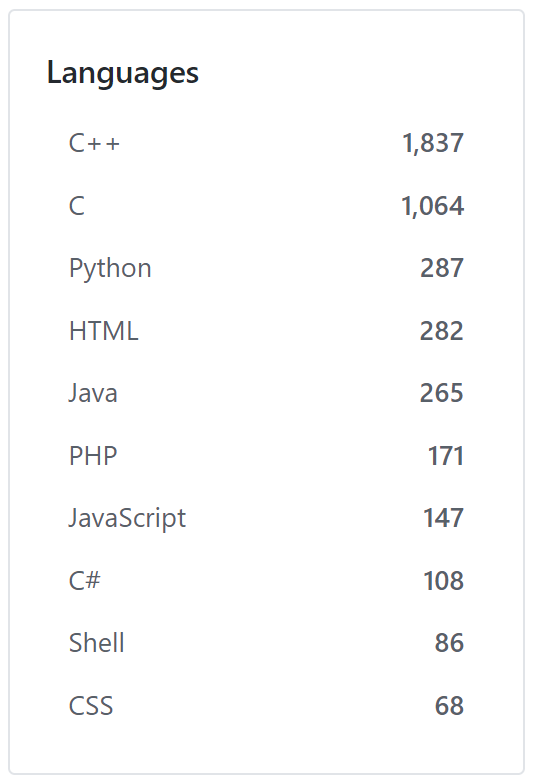 Languages
C++ 1,837
C 1,064
Python 287
HTML 282
Java 265
PHP 171
JavaScript 147
C# 108
Shell 86
CSS 68